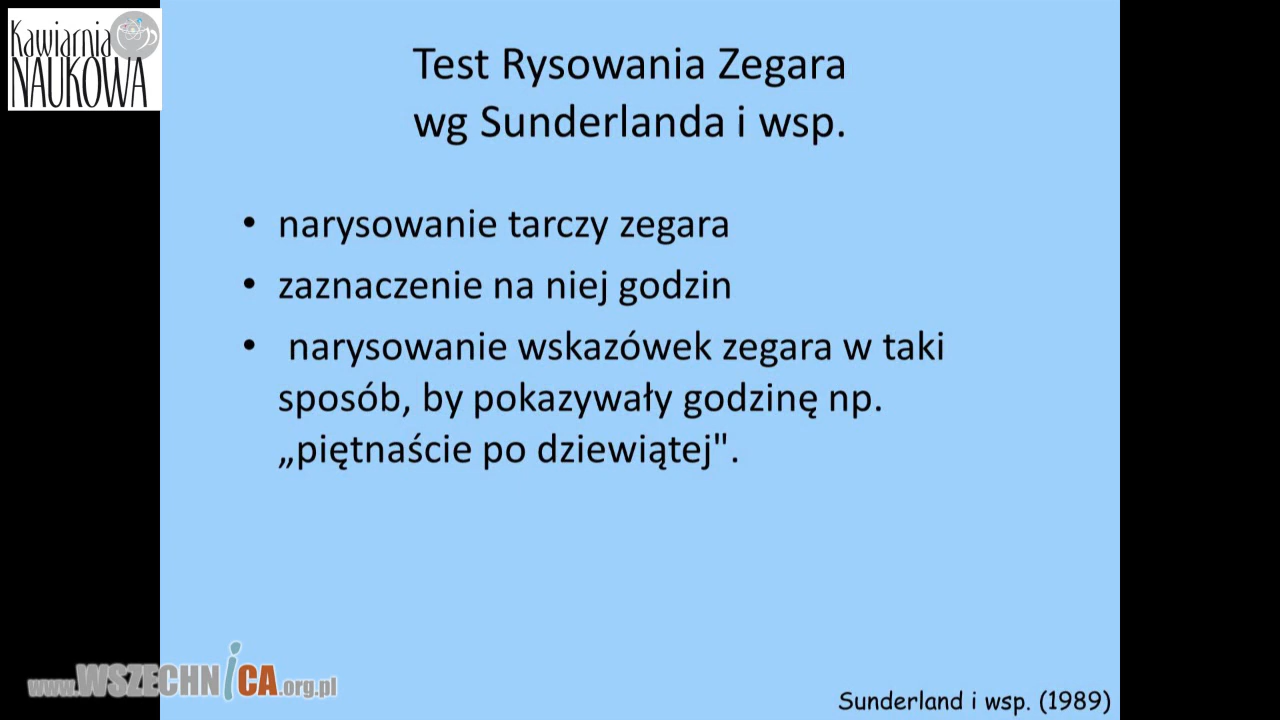 Kawiarnia
NAUKOWA
Test Rysowania Zegara
wg Sunderlanda i wsp.
• narysowanie tarczy zegara
• zaznaczenie na niej godzin
• narysowanie wskazówek zegara w taki
sposób, by pokazywały godzinę np.
„piętnaście po dziewiątej".
www.WSZECHNiCA.org.pl
Sunderland i wsp. (1989)